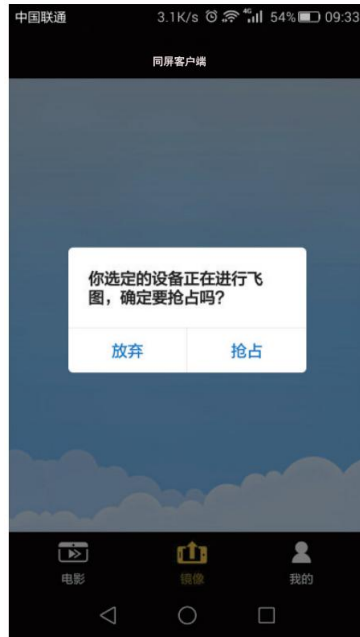 中国联通 3.1K/s 4G 54% 09:33
同屏客户端
你选定的设备正在进行飞
图，确定要抢占吗？
放弃 抢占
电影 镜像 我的